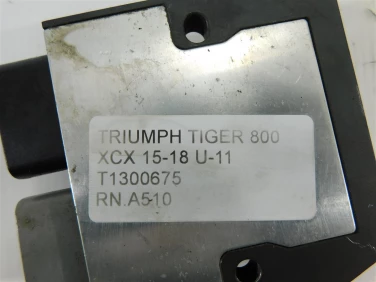 TRIUMPH TIGER 800
XCX 15-18 U-11
T1300675
RN.A510